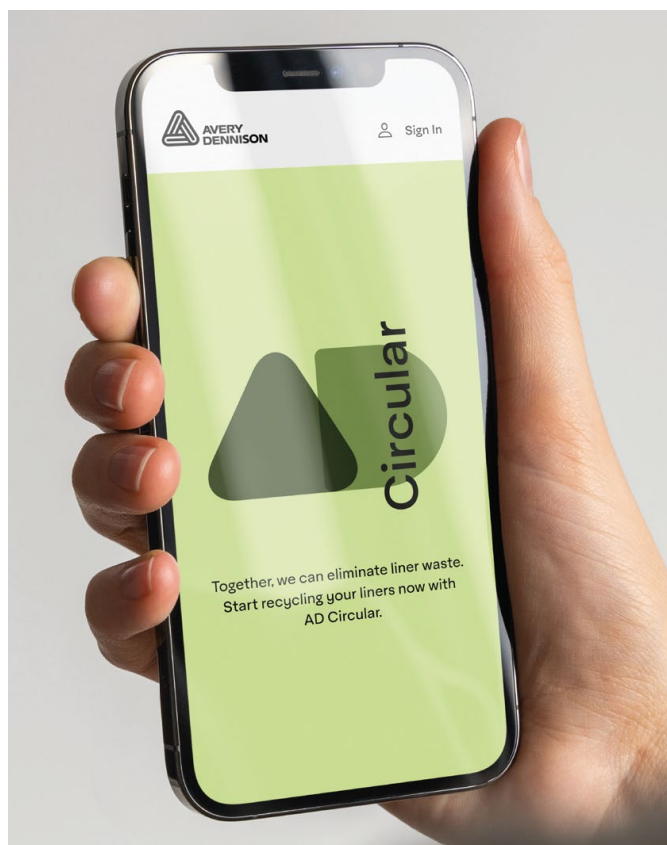 AVERY
DENNISON
Sign In
Circular
Together, we can eliminate liner waste.
Start recycling your liners now with
AD Circular.